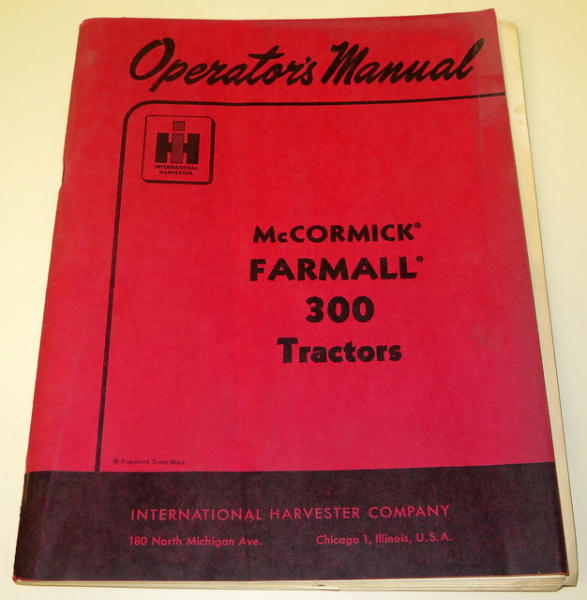 Operator's Manual
IH
INTERNATIONAL
HARVESTER
McCORMICK®
FARMALL®
300
Tractors
® Registered Trade-Mark
INTERNATIONAL HARVESTER COMPANY
180 North Michigan Ave. Chicago 1, Illinois, U.S.A.